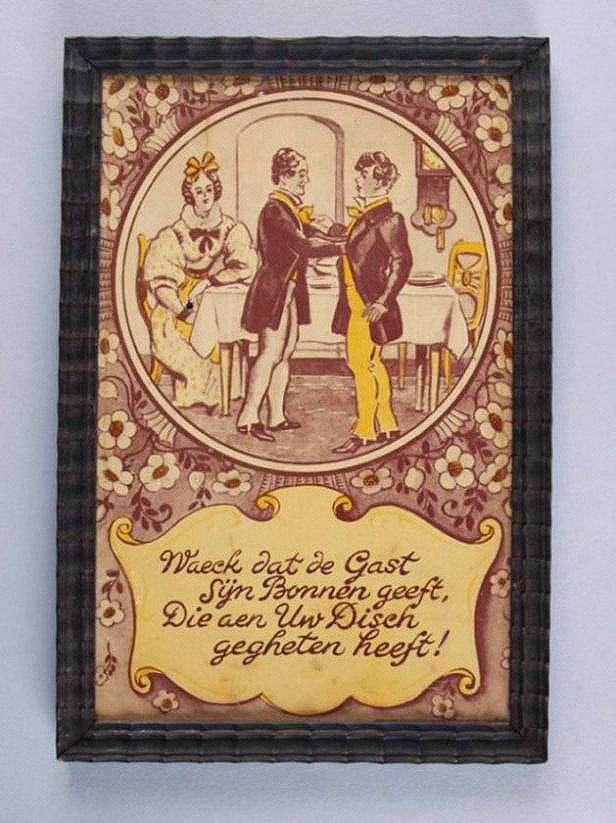 Waeck dat de Gast
Sijn Bonnen geeft,
Die aen Uw Disch
gegheten heeft!